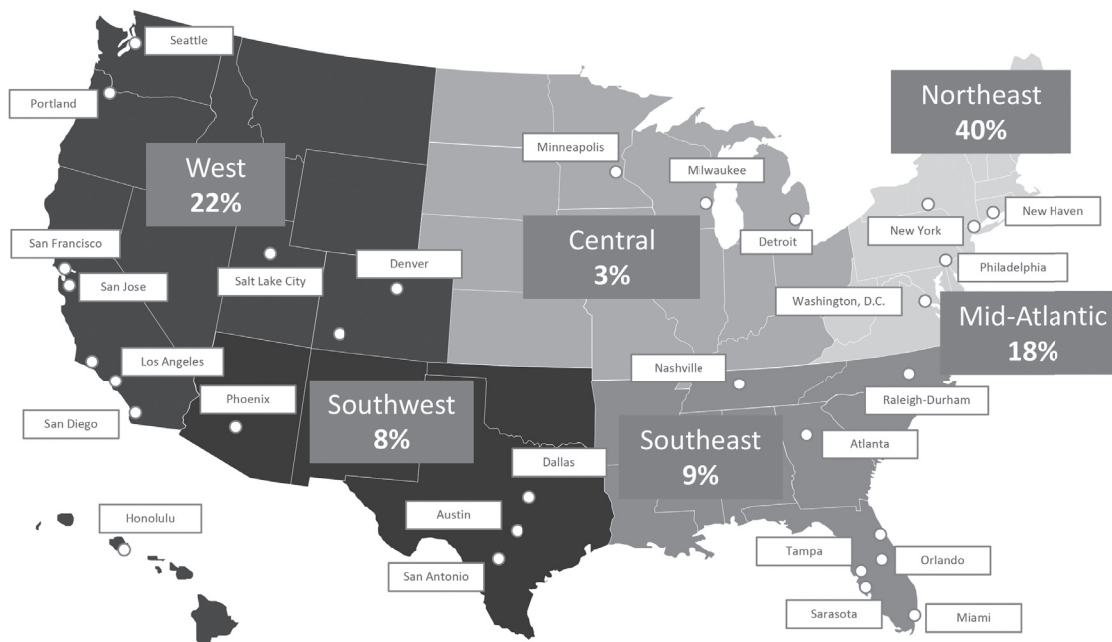 Seattle
Portland
Northeast
40%
West
22%
Minneapolis
Milwaukee
New Haven
New York
San Francisco
Central
3%
Detroit
Denver
Salt Lake City
Philadelphia
San Jose
Washington, D.C.
Mid-Atlantic
18%
Los Angeles
Nashville
Phoenix
Southwest
8%
Raleigh-Durham
San Diego
Southeast
9%
Atlanta
Dallas
Honolulu
Austin
Tampa
Orlando
San Antonio
Sarasota
Miami